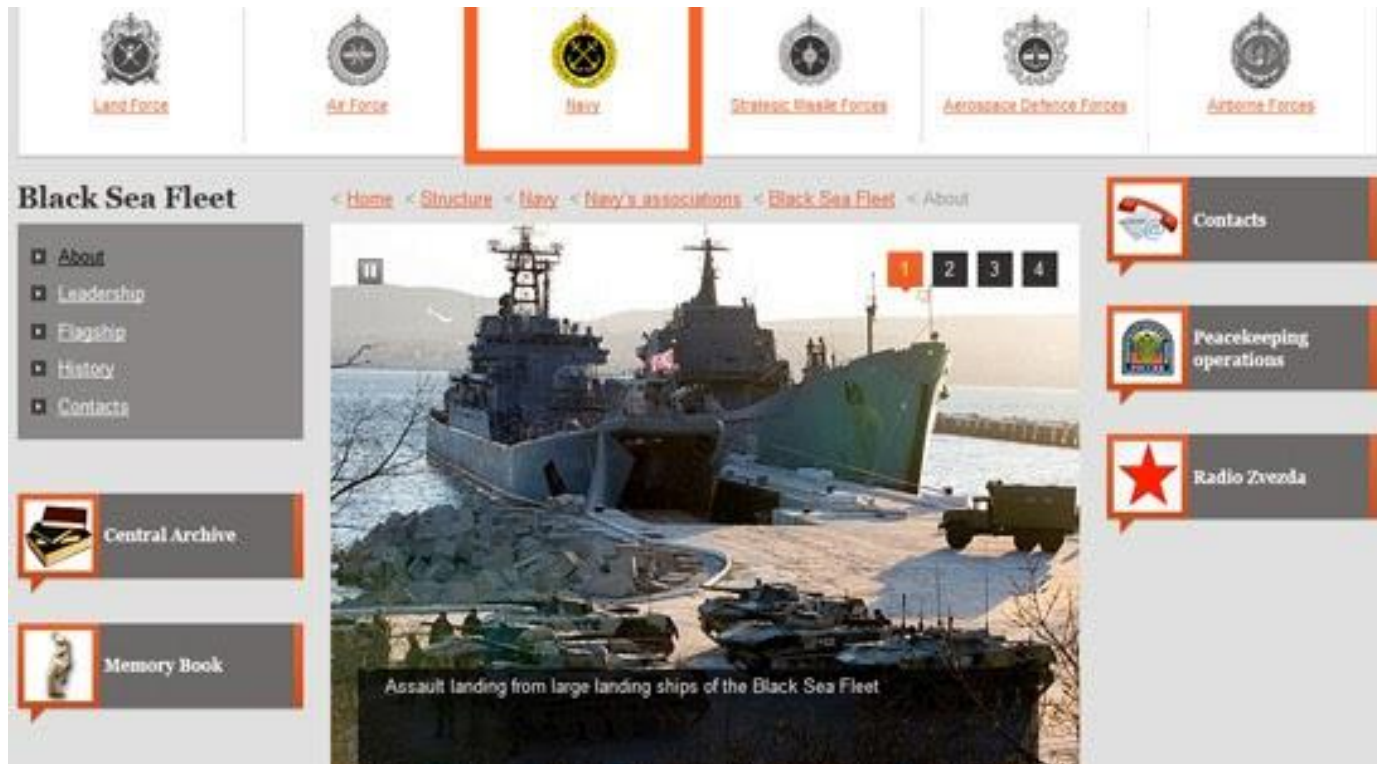 Land Force
Air Force
Navy
Strategic Missile Forces
Aerospace Defence Forces
Airborne Forces
Black Sea Fleet
< Home < Structure < Navy < Navy's associations < Black Sea Fleet < About
About
Leadership
Flagship
History
Contacts
Central Archive
Memory Book
1 2 3 4
Assault landing from large landing ships of the Black Sea Fleet
Contacts
Peacekeeping
operations
Radio Zvezda